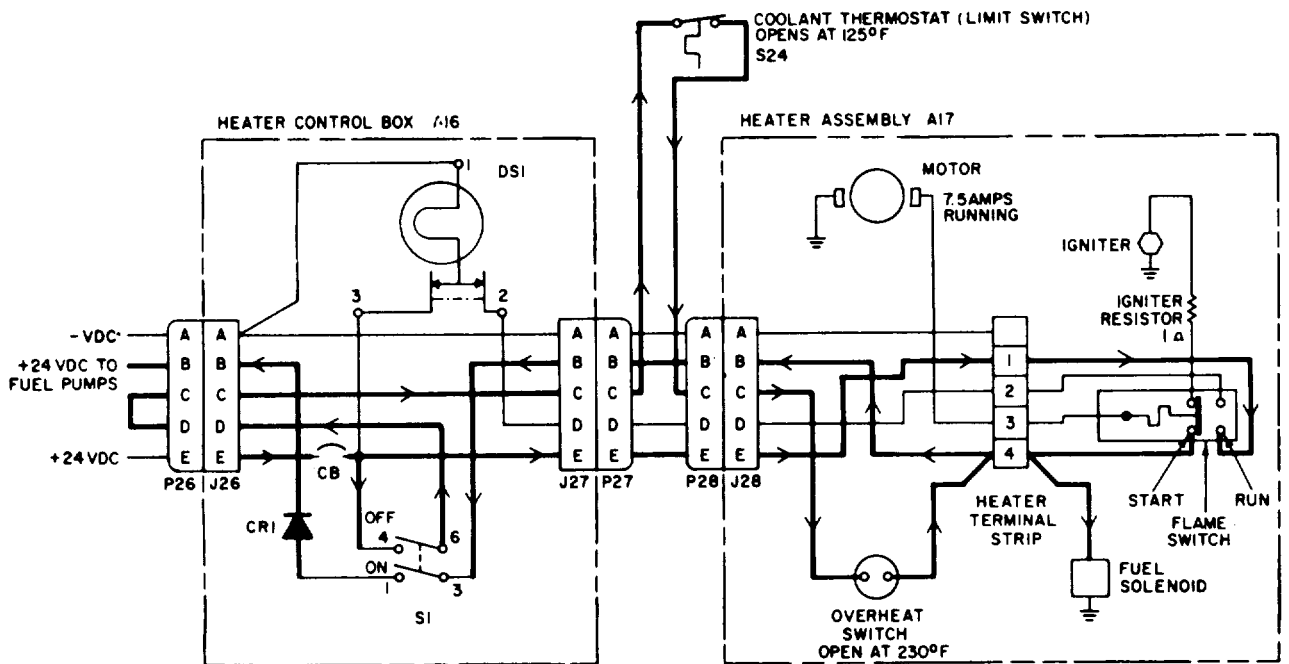 COOLANT THERMOSTAT (LIMIT SWITCH)
OPENS AT 125°F
S24
HEATER CONTROL BOX A16
HEATER ASSEMBLY A17
1
DS1
MOTOR
7.5 AMPS
RUNNING
IGNITER
IGNITER
RESISTOR
1 Ω
3
2
-VDC
A A
A A
A A
+24 VDC TO
FUEL PUMPS
B B
B B
B B
1
C C
C C
C C
2
D D
D D
D D
3
+24 VDC
E E
CB
E E
E E
4
P26 J26
J27 P27
P28 J28
HEATER
TERMINAL
STRIP
START
RUN
FLAME
SWITCH
CR1
OFF
4
6
ON
1
3
S1
OVERHEAT
SWITCH
OPEN AT 230°F
FUEL
SOLENOID